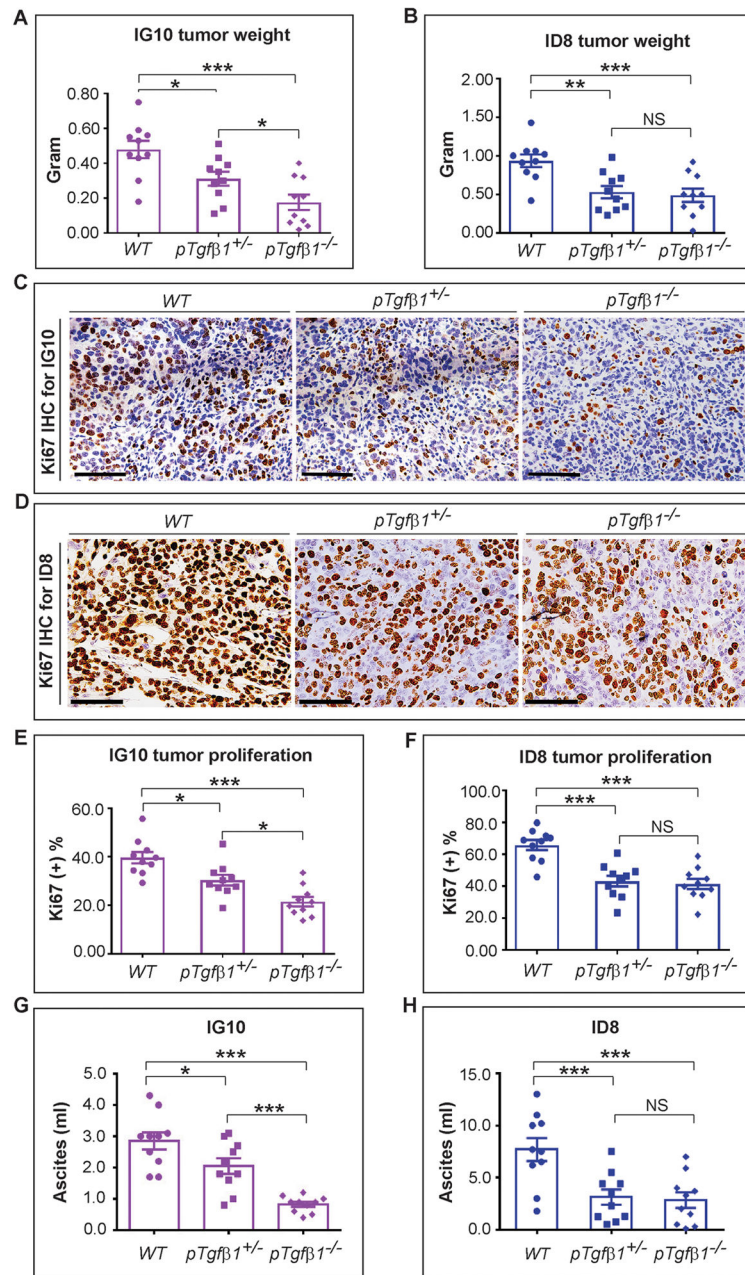 A
IG10 tumor weight
***
*
*
0.80
0.60
0.40
0.20
0.00
Gram
WT
pTgfβ1+/-
pTgfβ1-/-
B
ID8 tumor weight
***
**
NS
2.00
1.50
1.00
0.50
0.00
Gram
WT
pTgfβ1+/-
pTgfβ1-/-
C
WT
pTgfβ1+/-
pTgfβ1-/-
Ki67 IHC for IG10
D
WT
pTgfβ1+/-
pTgfβ1-/-
Ki67 IHC for ID8
E
IG10 tumor proliferation
***
*
*
60.0
40.0
20.0
0.00
Ki67 (+) %
WT
pTgfβ1+/-
pTgfβ1-/-
F
ID8 tumor proliferation
***
***
NS
100.0
80.0
60.0
40.0
20.0
0.00
Ki67 (+) %
WT
pTgfβ1+/-
pTgfβ1-/-
G
IG10
***
*
***
5.0
4.0
3.0
2.0
1.0
0.0
Ascites (ml)
WT
pTgfβ1+/-
pTgfβ1-/-
H
ID8
***
***
NS
15.0
10.0
5.0
0.0
Ascites (ml)
WT
pTgfβ1+/-
pTgfβ1-/-